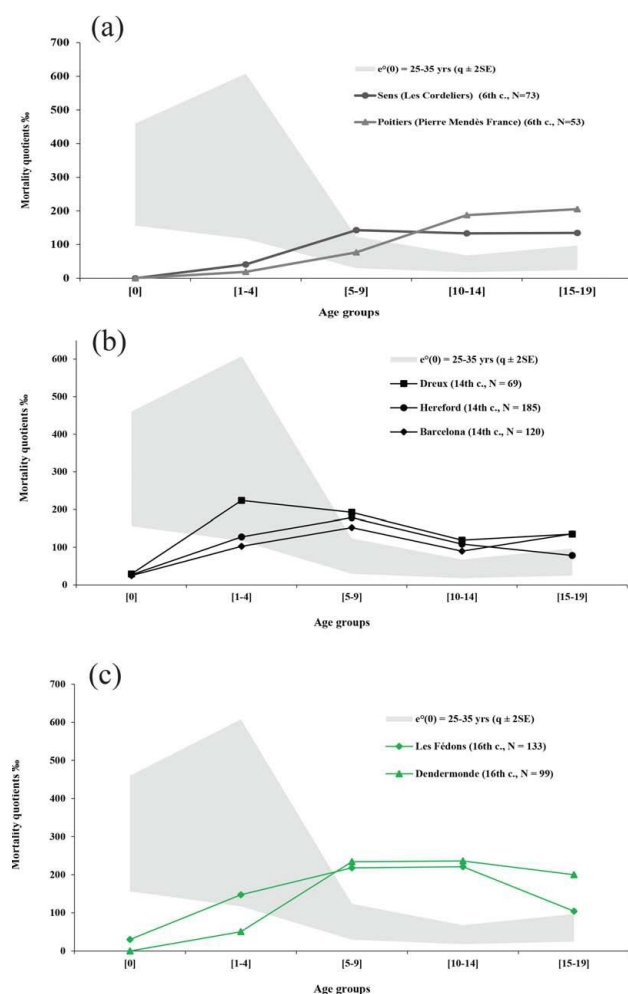 (a)
Mortality quotients ‰
700
600
500
400
300
200
100
0
e°(0) = 25-35 yrs (q ± 2SE)
Sens (Les Cordeliers) (6th c., N=73)
Poitiers (Pierre Mendès France) (6th c., N=53)
[0] [1-4] [5-9] [10-14] [15-19]
Age groups
(b)
Mortality quotients ‰
600
500
400
300
200
100
0
e°(0) = 25-35 yrs (q ± 2SE)
Dreux (14th c., N = 69)
Hereford (14th c., N = 185)
Barcelona (14th c., N = 120)
[0] [1-4] [5-9] [10-14] [15-19]
Age groups
(c)
Mortality quotients ‰
700
600
500
400
300
200
100
0
e°(0) = 25-35 yrs (q ± 2SE)
Les Fédons (16th c., N = 133)
Dendermonde (16th c., N = 99)
[0] [1-4] [5-9] [10-14] [15-19]
Age groups